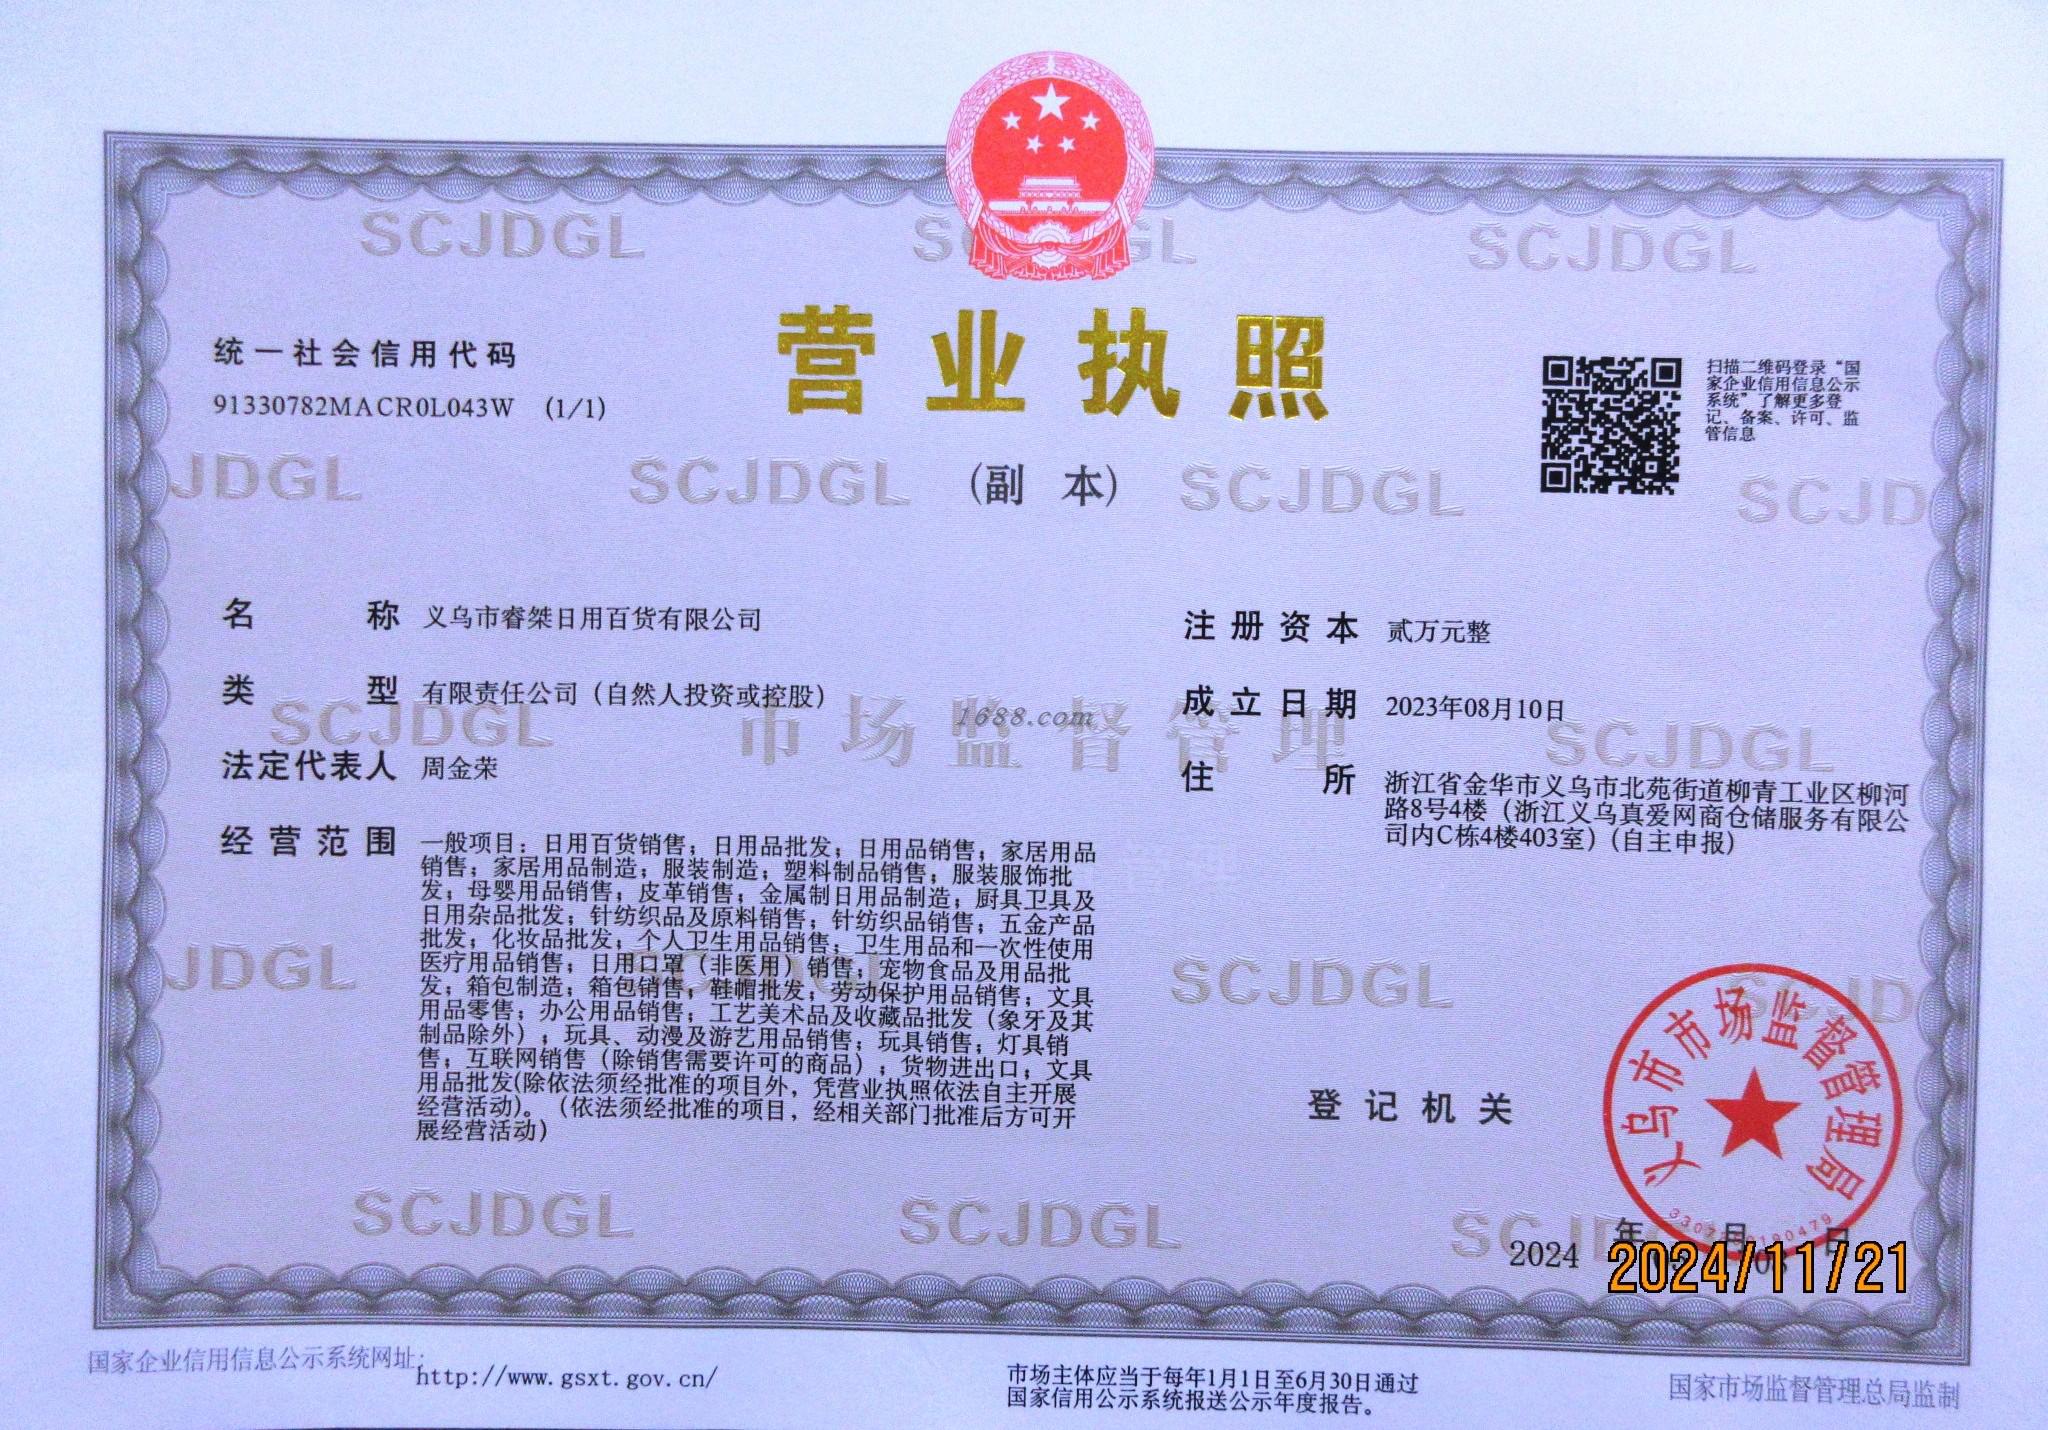 SCJDGL
SCJDGL
营业执照
(副 本)
统一社会信用代码
91330782MACR0L043W (1/1)
扫描二维码登录“国
家企业信用信息公示
系统”了解更多登
记、备案、许可、监
管信息
JDGL
SCJDGL
SCJDGL
SCJD
名 称 义乌市睿桀日用百货有限公司
类 型 有限责任公司（自然人投资或控股）
法定代表人 周金荣
经营范围 一般项目：日用百货销售；日用品批发；日用品销售；家居用品
销售；家居用品制造；服装制造；塑料制品销售；服装服饰批
发；母婴用品销售；皮革销售；金属制日用品制造；厨具卫具及
日用杂品批发；针纺织品及原料销售；针纺织品销售；五金产品
批发；化妆品批发；个人卫生用品销售；卫生用品和一次性使用
医疗用品销售；日用口罩（非医用）销售；宠物食品及用品批
发；箱包制造；箱包销售；鞋帽批发；劳动保护用品销售；文具
用品零售；办公用品销售；工艺美术品及收藏品批发（象牙及其
制品除外）；玩具、动漫及游艺用品销售；玩具销售；灯具销
售；互联网销售（除销售需要许可的商品）；货物进出口；文具
用品批发(除依法须经批准的项目外，凭营业执照依法自主开展
经营活动)。（依法须经批准的项目，经相关部门批准后方可开
展经营活动）
注册资本 贰万元整
成立日期 2023年08月10日
住 所 浙江省金华市义乌市北苑街道柳青工业区柳河
路8号4楼（浙江义乌真爱网商仓储服务有限公
司内C栋4楼403室）(自主申报)
SCJDGL
市场监督管理
1688.com
SCJDGL
JDGL
SCJDGL
登记机关
义乌市市场监督管理局
2024 年 月 日
2024/11/21
SCJDGL
SCJDGL
国家企业信用信息公示系统网址:
http://www.gsxt.gov.cn/
市场主体应当于每年1月1日至6月30日通过
国家信用公示系统报送公示年度报告。
国家市场监督管理总局监制